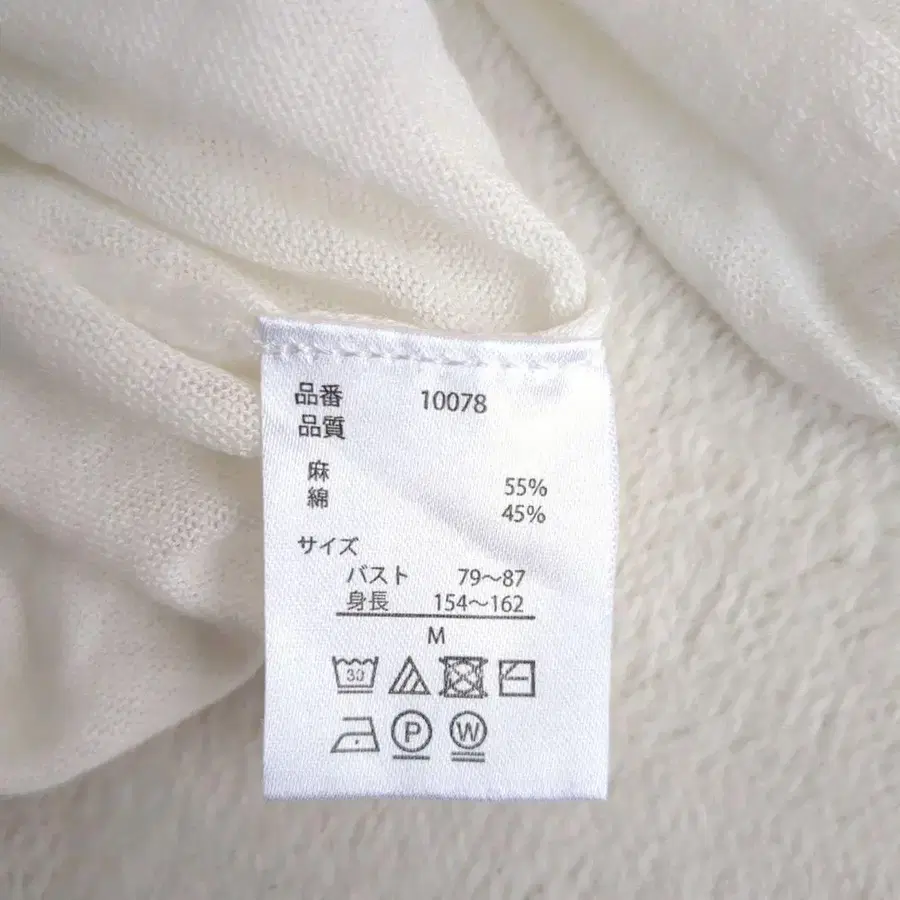 品番 10078
品質
麻 55%
綿 45%
サイズ
バスト 79～87
身長 154～162
M
30
P W